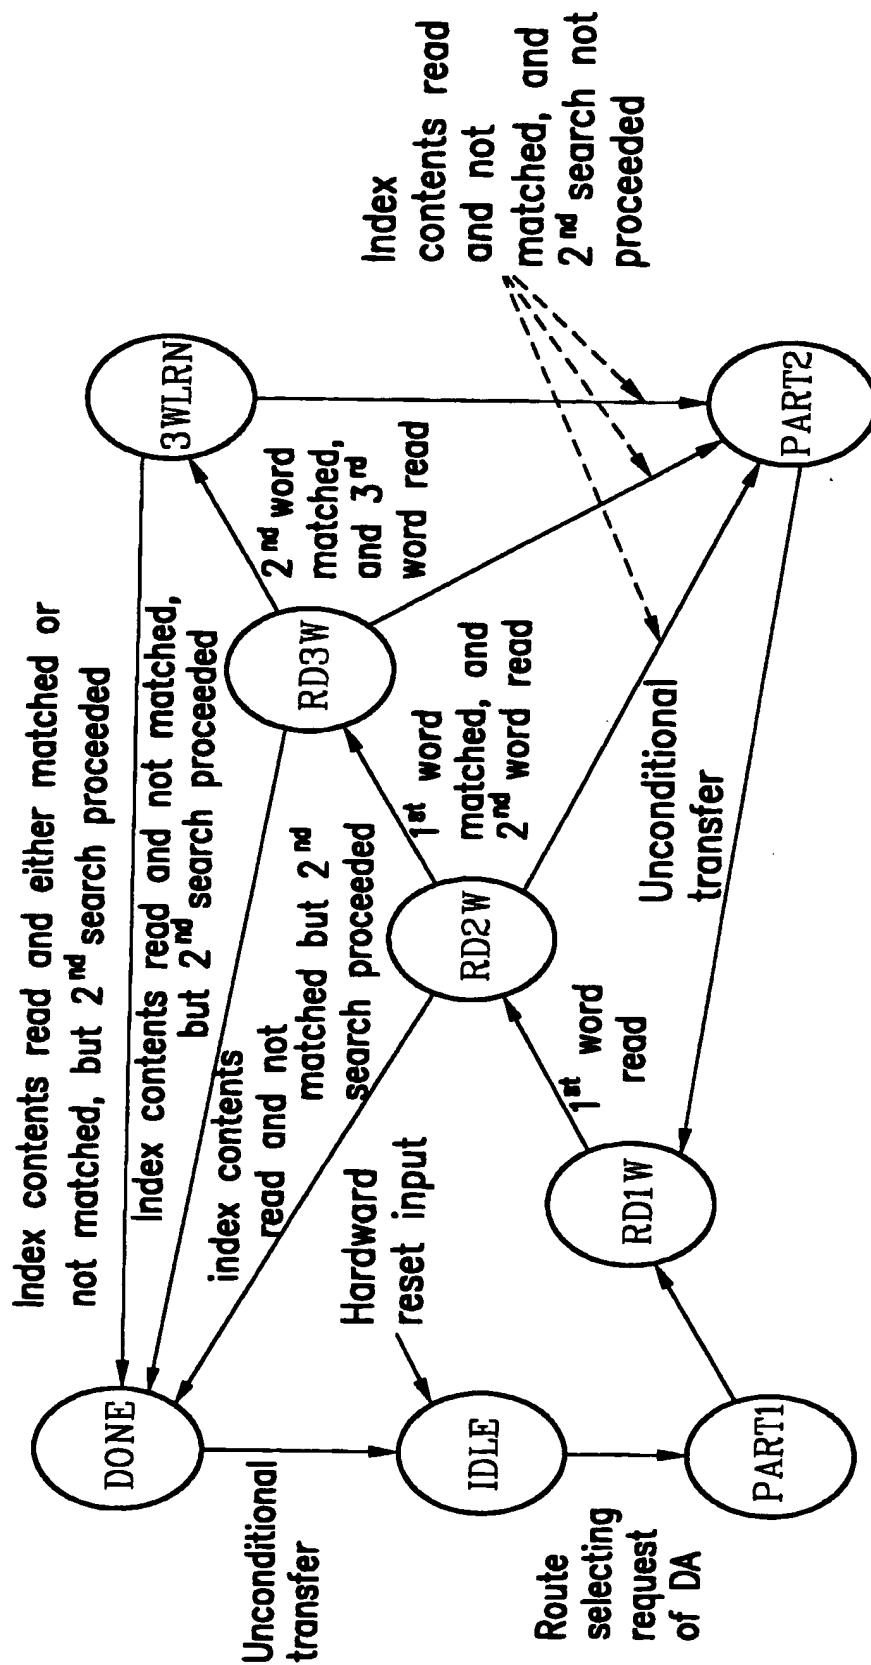 Index contents read and either matched or
not matched, but 2nd search proceeded
Index contents read and not matched,
but 2nd search proceeded
index contents
read and not
matched but 2nd
search proceeded
DONE
3WLRN
2nd word
matched,
and 3rd
word read
RD3W
Unconditional
transfer
Hardward
reset input
1st word
matched, and
2nd word read
Index
contents read
and not
matched, and
2nd search not
proceeded
IDLE
RD2W
1st word
read
Route
selecting
request
of DA
RD1W
Unconditional
transfer
PART1
PART2